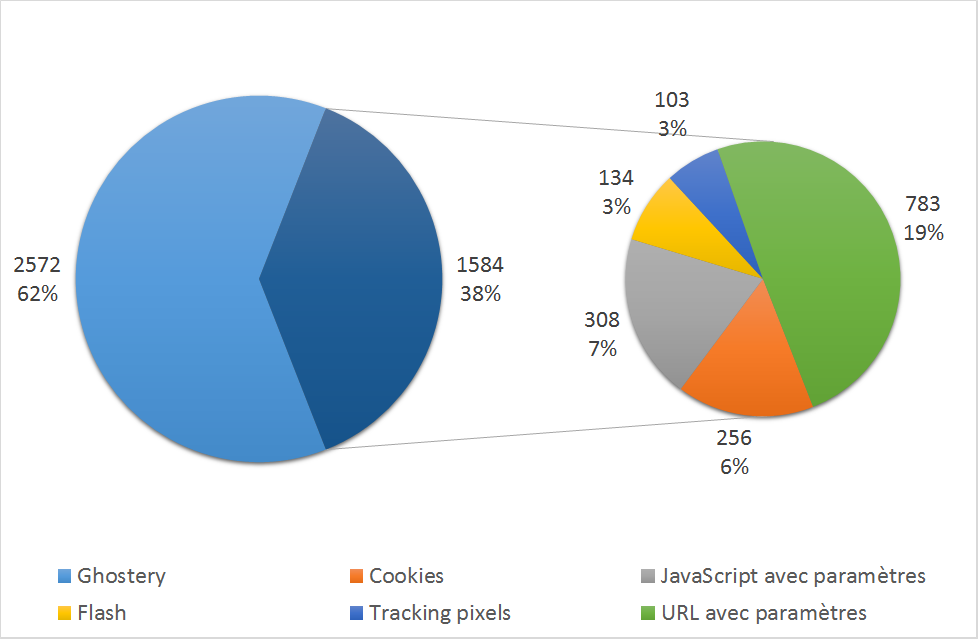 103
3%
134
3%
783
19%
2572
62%
1584
38%
308
7%
256
6%
Ghostery
Cookies
JavaScript avec paramètres
Flash
Tracking pixels
URL avec paramètres